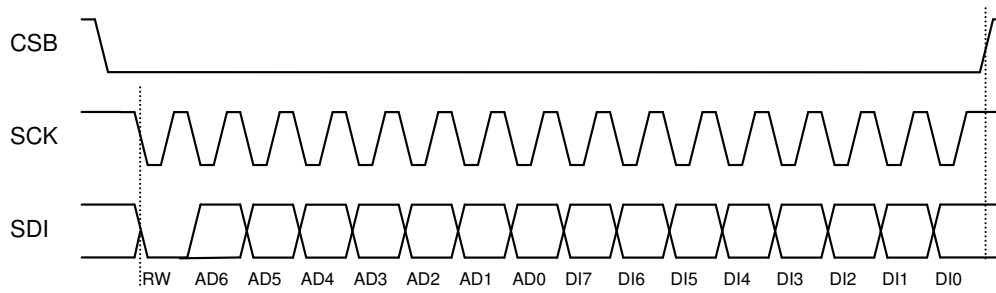 CSB
SCK
SDI
RW AD6 AD5 AD4 AD3 AD2 AD1 AD0 DI7 DI6 DI5 DI4 DI3 DI2 DI1 DI0